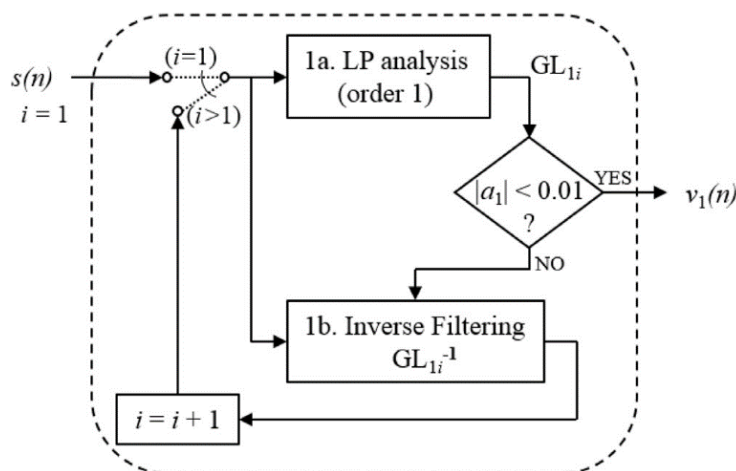 (i=1)
s(n)
i = 1
(i>1)
1a. LP analysis
(order 1)
GL₁ᵢ
|a₁| < 0.01
?
YES
v₁(n)
NO
1b. Inverse Filtering
GL₁ᵢ⁻¹
i = i + 1